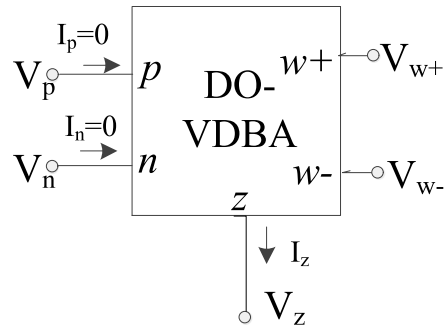 I_p=0
V_p
p
I_n=0
V_n
n
DO-
VDBA
w+
V_w+
w-
V_w-
z
I_z
V_z